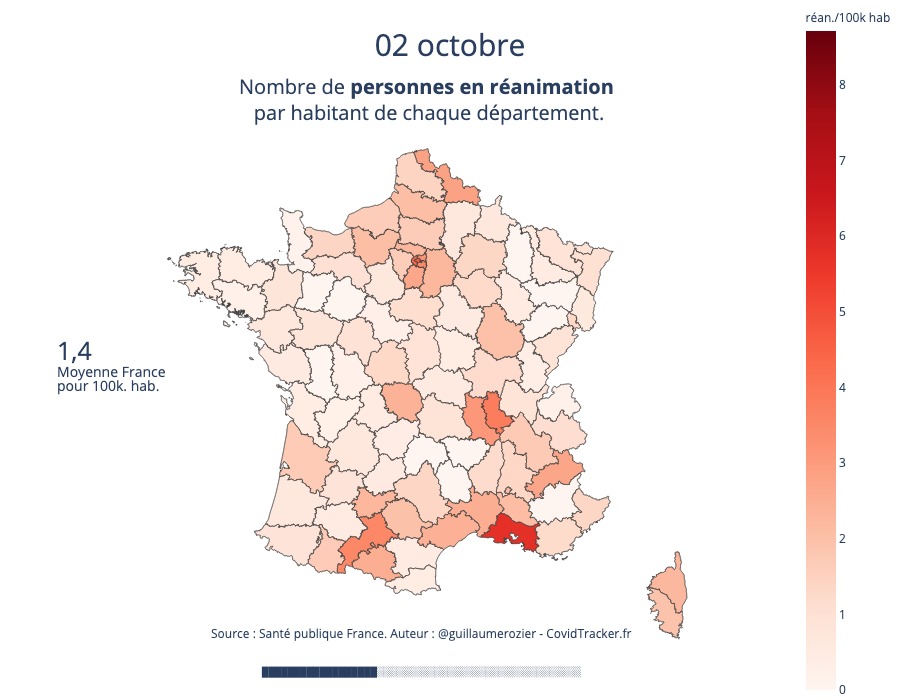 réan./100k hab
02 octobre
Nombre de personnes en réanimation
par habitant de chaque département.
8
7
6
5
4
3
2
1
0
1,4
Moyenne France
pour 100k. hab.
Source : Santé publique France. Auteur : @guillaumerozier - CovidTracker.fr